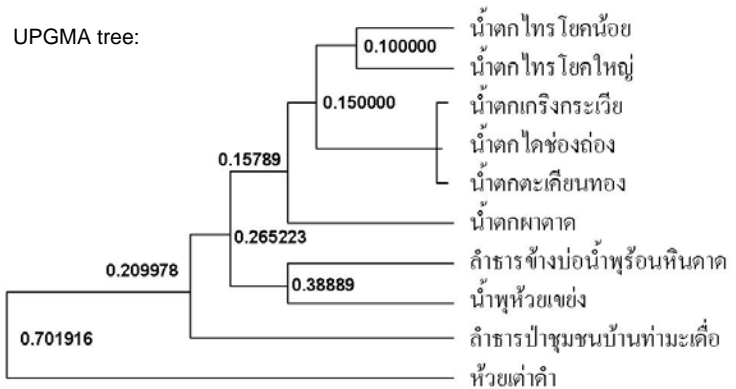 UPGMA tree:
น้ำตกไทรโยคน้อย
0.100000
น้ำตกไทรโยคใหญ่
0.150000
น้ำตกเกริงกระเวีย
น้ำตกไดช่องถ่อง
0.15789
น้ำตกตะเคียนทอง
น้ำตกผาตาด
0.265223
ลำธารข้างบ่อน้ำพุร้อนหินดาด
0.209978
0.38889
น้ำพุห้วยเขย่ง
0.701916
ลำธารป่าชุมชนบ้านท่ามะเดื่อ
ห้วยเต่าดำ